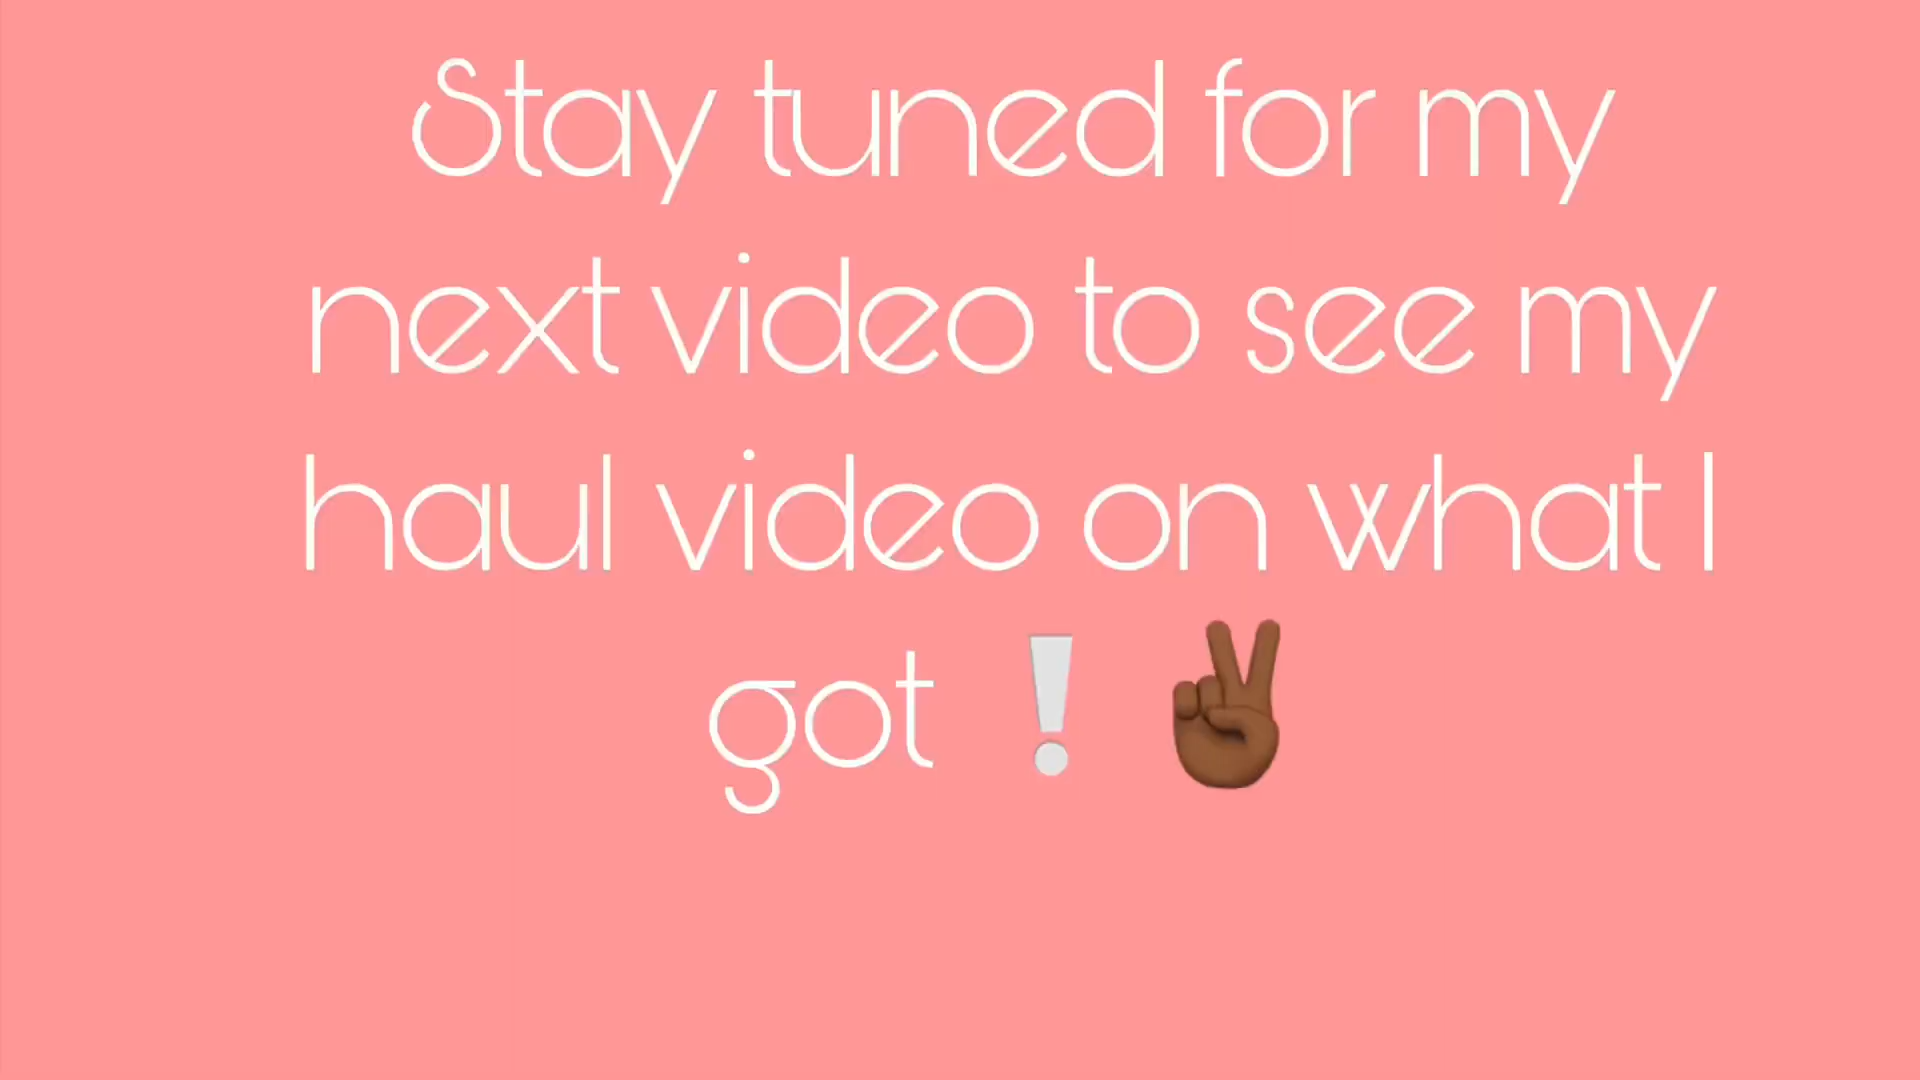 Stay tuned for my
next video to see my
haul video on what I
got ❕ ✌🏾